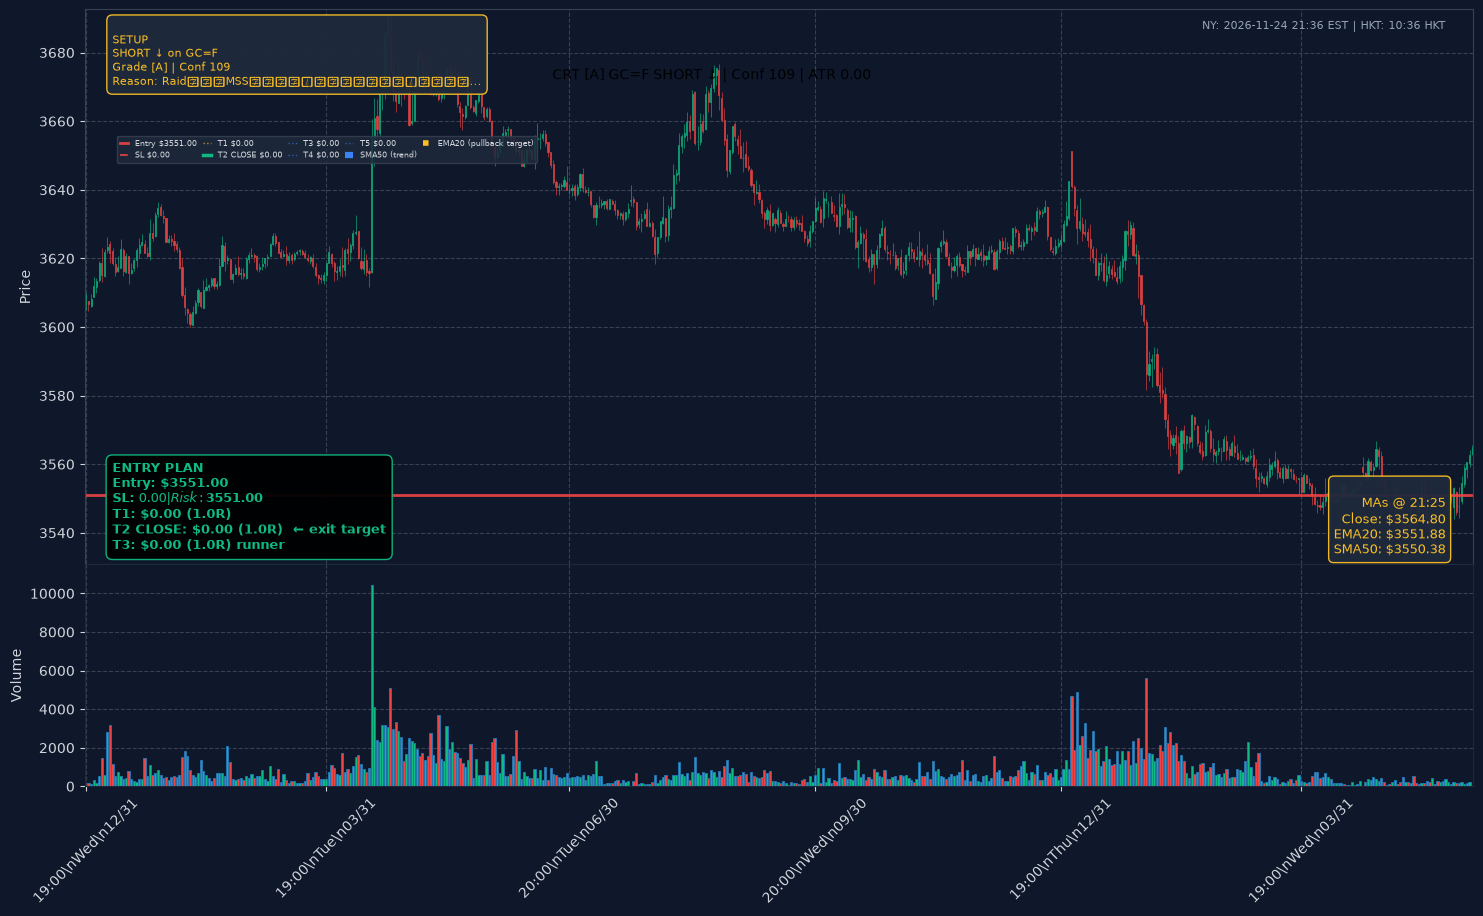 NY: 2026-11-24 21:36 EST | HKT: 10:36 HKT
SETUP
SHORT ↓ on GC=F
Grade [A] | Conf 109
Reason: Raid MSS ...
CRT [A] GC=F SHORT ↓ | Conf 109 | ATR 0.00
Entry $3551.00 T1 $0.00 T3 $0.00 T5 $0.00 EMA20 (pullback target)
SL $0.00 T2 CLOSE $0.00 T4 $0.00 SMA50 (trend)
3680
3660
3640
3620
3600
3580
3560
3540
Price
ENTRY PLAN
Entry: $3551.00
SL: 0.00|Risk:3551.00
T1: $0.00 (1.0R)
T2 CLOSE: $0.00 (1.0R) ← exit target
T3: $0.00 (1.0R) runner
MAs @ 21:25
Close: $3564.80
EMA20: $3551.88
SMA50: $3550.38
10000
8000
6000
4000
2000
0
Volume
19:00\nWed\n12/31
19:00\nTue\n03/31
20:00\nTue\n06/30
20:00\nWed\n09/30
19:00\nThu\n12/31
19:00\nWed\n03/31